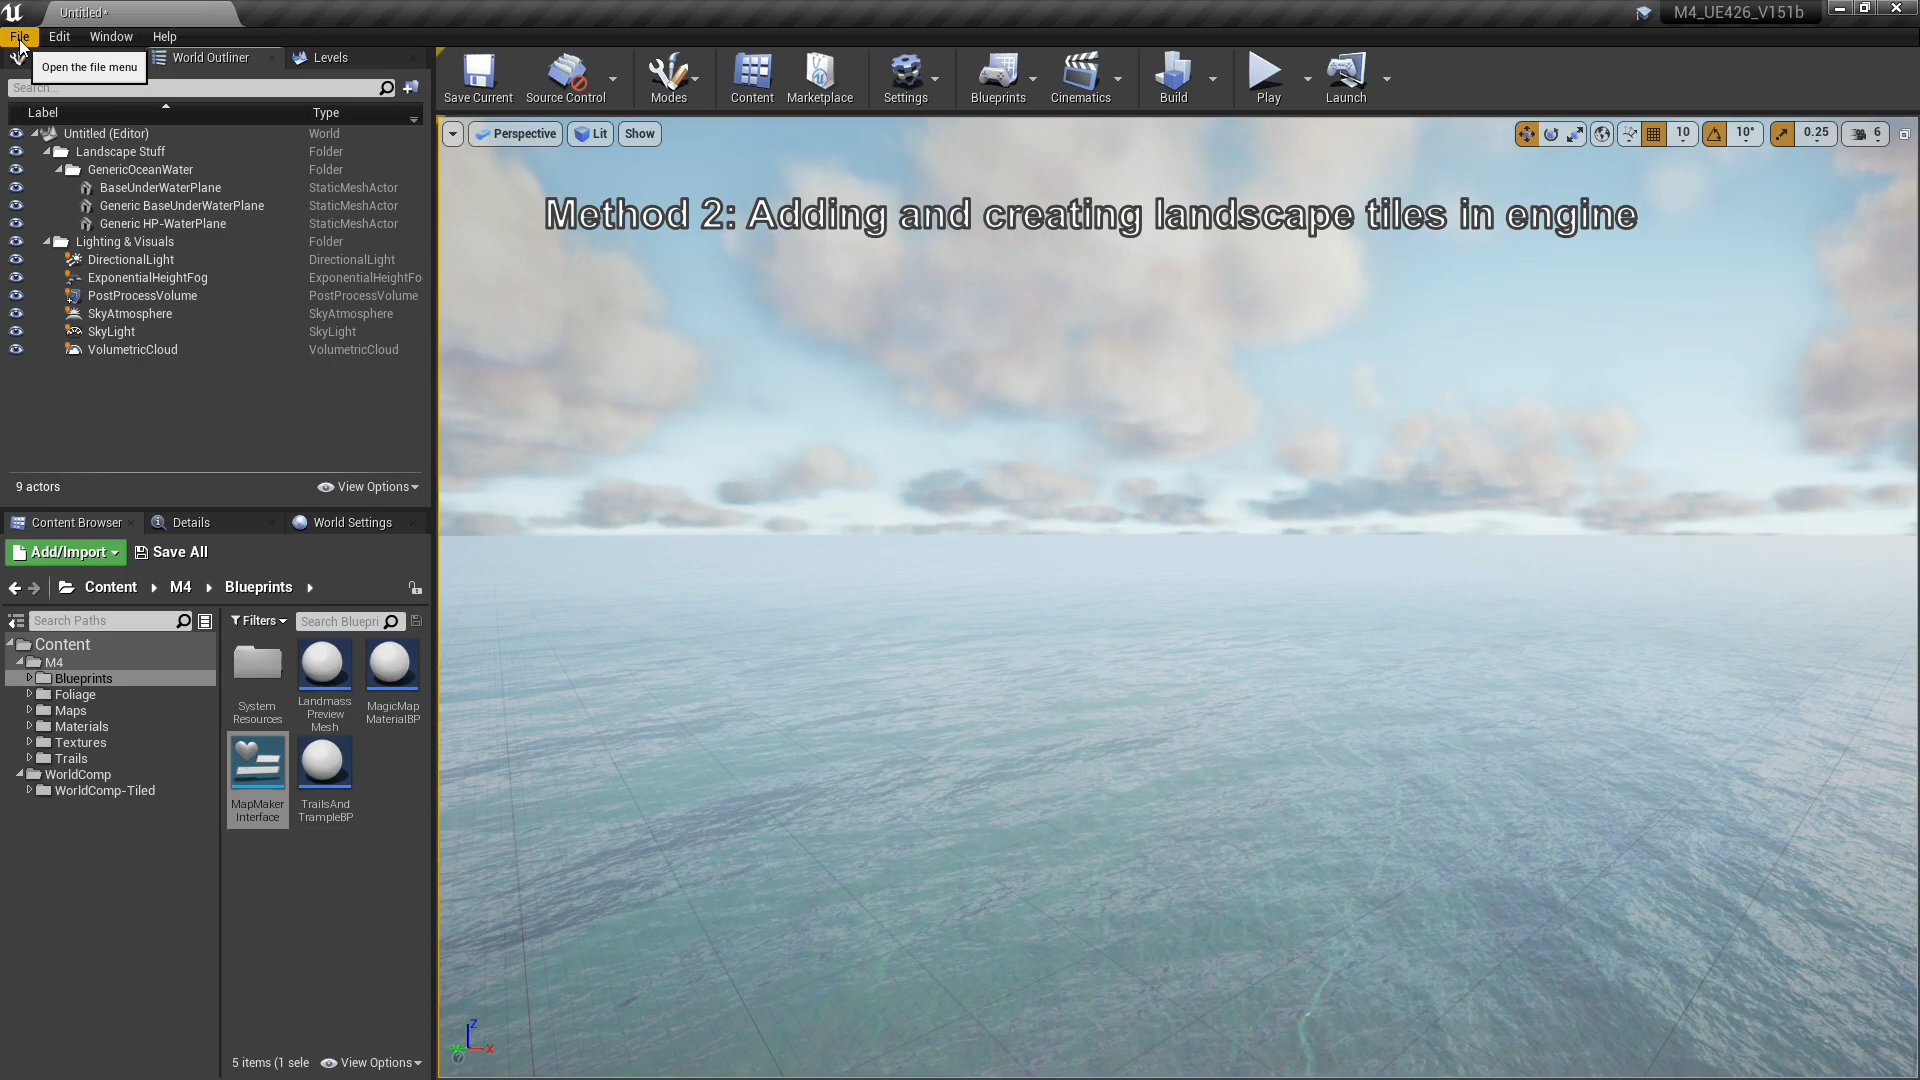 Untitled*
M4_UE426_V151b
File Edit Window Help
Open the file menu
World Outliner
Levels
Search...
Label Type
Untitled (Editor) World
Landscape Stuff Folder
GenericOceanWater Folder
BaseUnderWaterPlane StaticMeshActor
Generic BaseUnderWaterPlane StaticMeshActor
Generic HP-WaterPlane StaticMeshActor
Lighting & Visuals Folder
DirectionalLight DirectionalLight
ExponentialHeightFog ExponentialHeightFo
PostProcessVolume PostProcessVolume
SkyAtmosphere SkyAtmosphere
SkyLight SkyLight
VolumetricCloud VolumetricCloud
9 actors
View Options
Save Current
Source Control
Modes
Content
Marketplace
Settings
Blueprints
Cinematics
Build
Play
Launch
Perspective
Lit
Show
10
10°
0.25
6
Method 2: Adding and creating landscape tiles in engine
Content Browser
Details
World Settings
Add/Import
Save All
Content M4 Blueprints
Search Paths
Filters
Search Bluepri
Content
M4
Blueprints
Foliage
Maps
Materials
Textures
Trails
WorldComp
WorldComp-Tiled
System
Resources
Landmass
Preview
Mesh
MagicMap
MaterialBP
MapMaker
Interface
TrailsAnd
TrampleBP
5 items (1 sele
View Options
Z
X